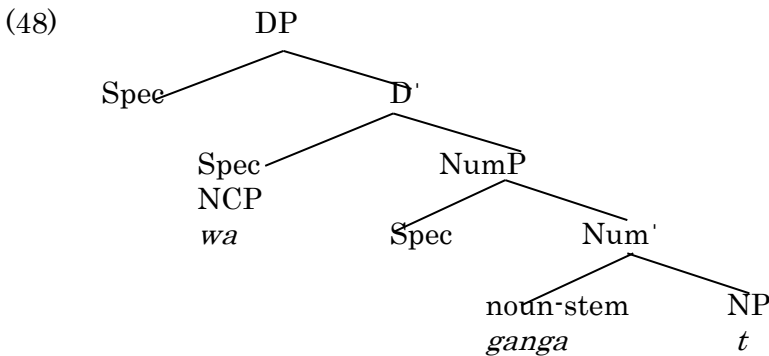 (48) DP
Spec D'
Spec NumP
NCP
wa Spec Num'
noun-stem NP
ganga t